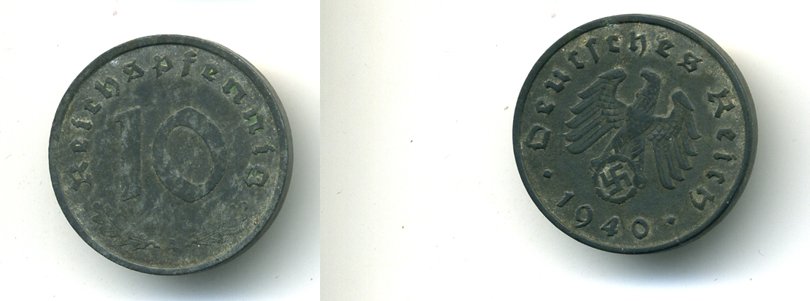 Reichspfennig
10
Deutsches Reich
1940